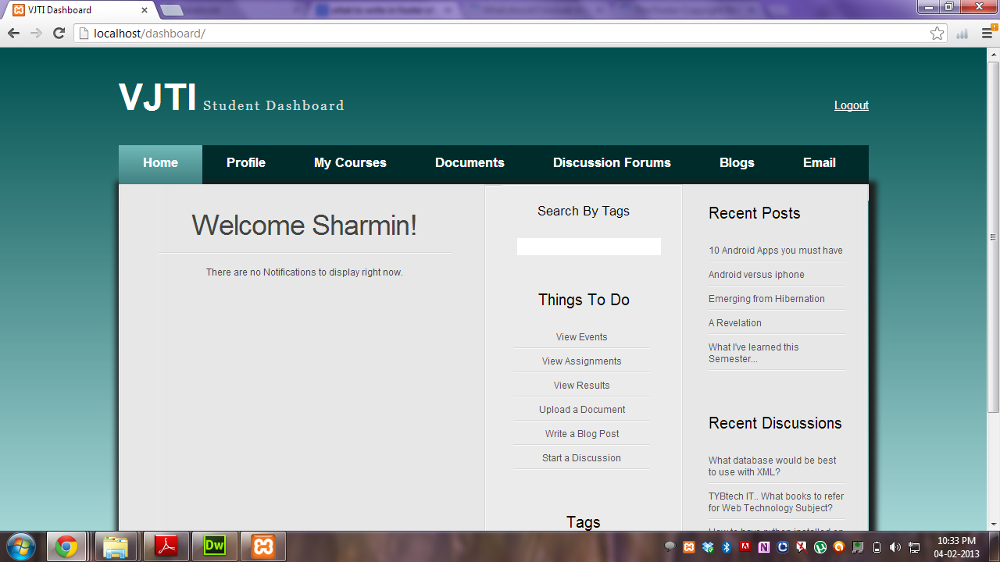 VJTI Dashboard
localhost/dashboard/
VJTI Student Dashboard
Logout
Home Profile My Courses Documents Discussion Forums Blogs Email
Welcome Sharmin!
There are no Notifications to display right now.
Search By Tags
Things To Do
View Events
View Assignments
View Results
Upload a Document
Write a Blog Post
Start a Discussion
Tags
Recent Posts
10 Android Apps you must have
Android versus iphone
Emerging from Hibernation
A Revelation
What I've learned this
Semester...
Recent Discussions
What database would be best
to use with XML?
TYBtech IT.. What books to refer
for Web Technology Subject?
Dw
10:33 PM
04-02-2013